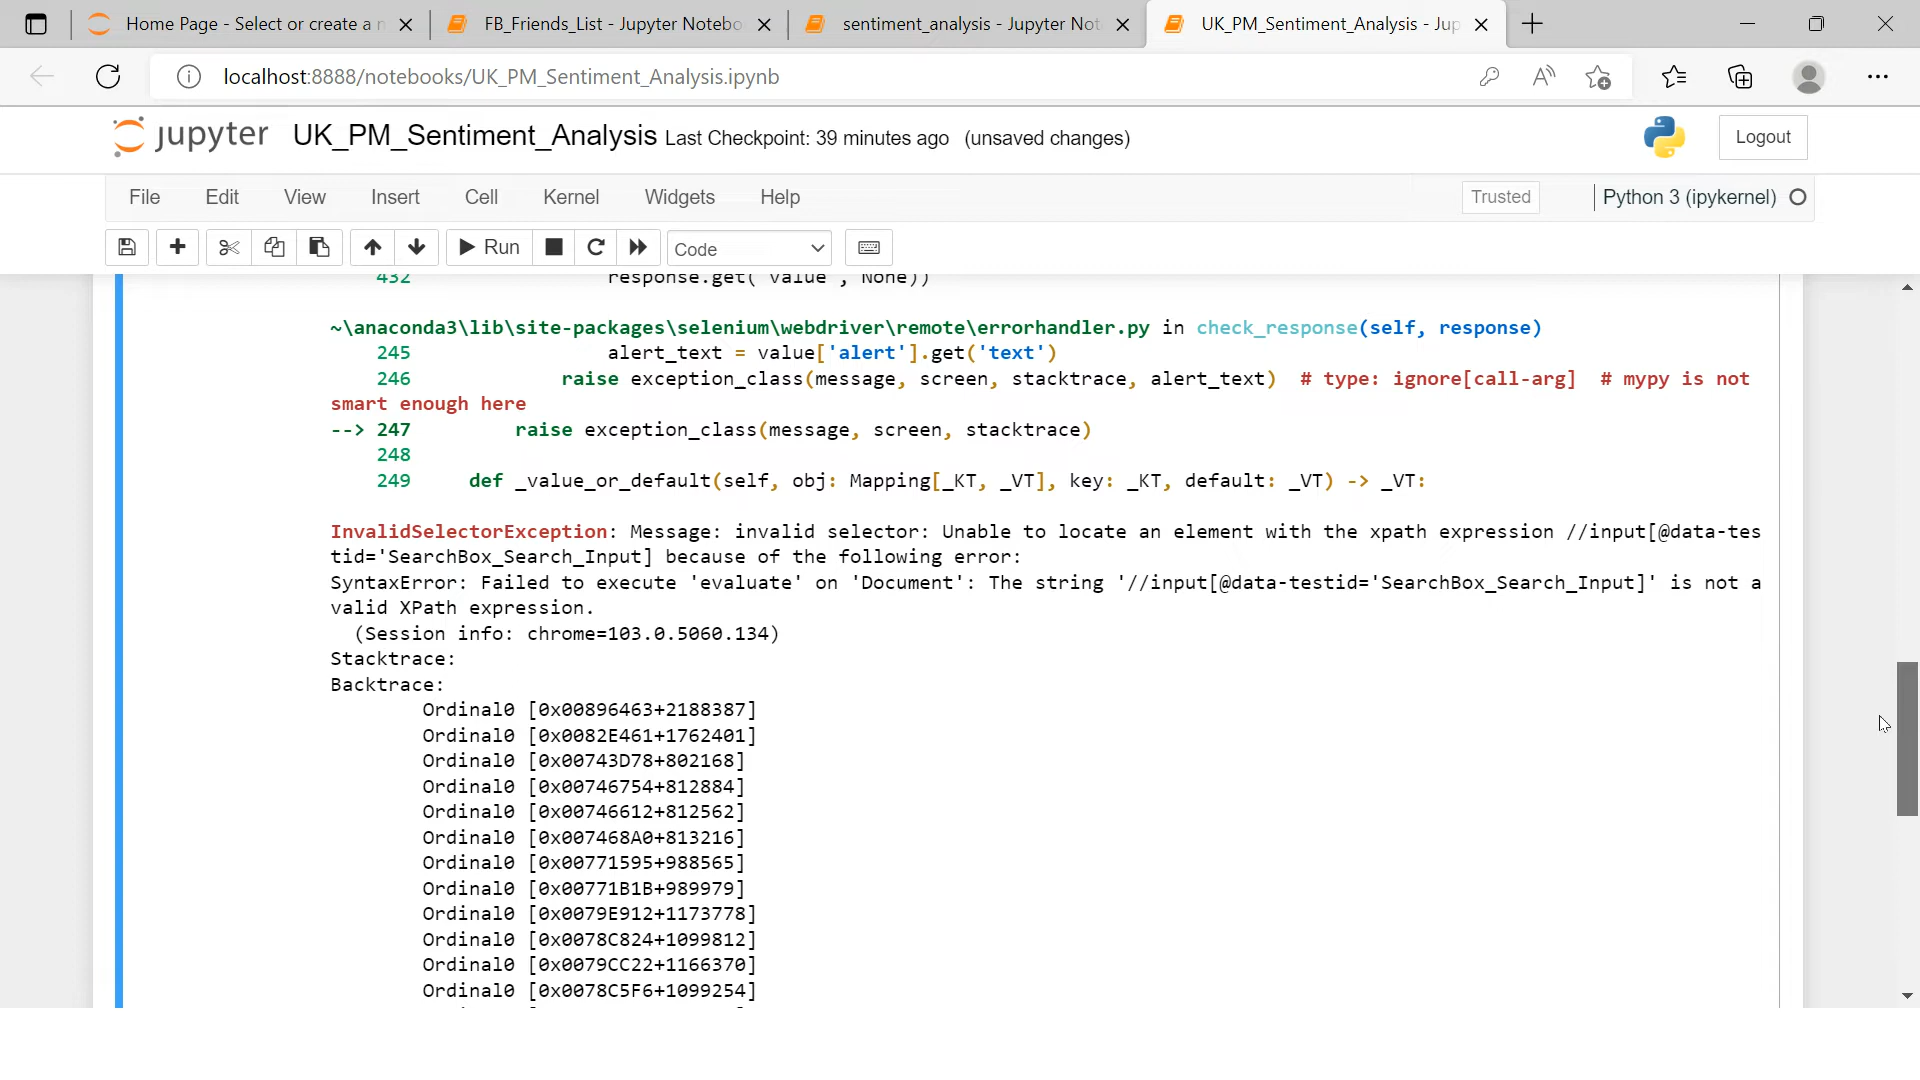 Home Page - Select or create a n
FB_Friends_List - Jupyter Notebo
sentiment_analysis - Jupyter Not
UK_PM_Sentiment_Analysis - Jup
localhost:8888/notebooks/UK_PM_Sentiment_Analysis.ipynb
jupyter UK_PM_Sentiment_Analysis Last Checkpoint: 39 minutes ago (unsaved changes)
Logout
File Edit View Insert Cell Kernel Widgets Help Trusted Python 3 (ipykernel)
Run Code
432 response.get("value", None))
~\anaconda3\lib\site-packages\selenium\webdriver\remote\errorhandler.py in check_response(self, response)
245 alert_text = value['alert'].get('text')
246 raise exception_class(message, screen, stacktrace, alert_text) # type: ignore[call-arg] # mypy is not
smart enough here
--> 247 raise exception_class(message, screen, stacktrace)
248
249 def _value_or_default(self, obj: Mapping[_KT, _VT], key: _KT, default: _VT) -> _VT:
InvalidSelectorException: Message: invalid selector: Unable to locate an element with the xpath expression //input[@data-tes
tid='SearchBox_Search_Input] because of the following error:
SyntaxError: Failed to execute 'evaluate' on 'Document': The string '//input[@data-testid='SearchBox_Search_Input]' is not a
valid XPath expression.
(Session info: chrome=103.0.5060.134)
Stacktrace:
Backtrace:
Ordinal0 [0x00896463+2188387]
Ordinal0 [0x0082E461+1762401]
Ordinal0 [0x00743D78+802168]
Ordinal0 [0x00746754+812884]
Ordinal0 [0x00746612+812562]
Ordinal0 [0x007468A0+813216]
Ordinal0 [0x00771595+988565]
Ordinal0 [0x00771B1B+989979]
Ordinal0 [0x0079E912+1173778]
Ordinal0 [0x0078C824+1099812]
Ordinal0 [0x0079CC22+1166370]
Ordinal0 [0x0078C5F6+1099254]